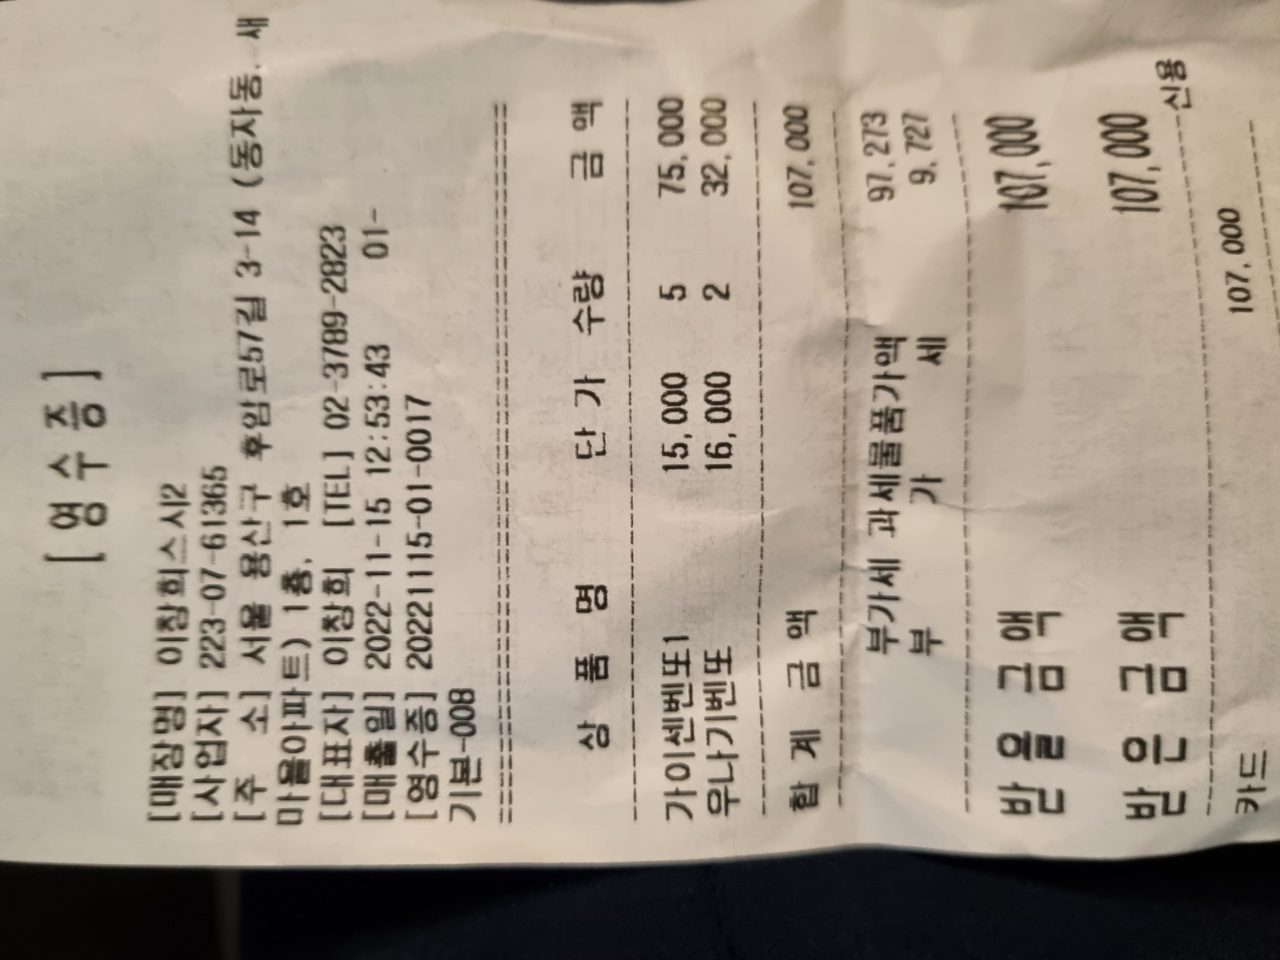 [ 영 수 증 ]
[매장명] 이창희스시2
[사업자] 223-07-61365
[주 소] 서울 용산구 후암로57길 3-14 (동자동, 새
마을아파트) 1층, 1호
[대표자] 이창희 [TEL] 02-3789-2823
[매출일] 2022-11-15 12:53:43 01-
[영수증] 20221115-01-0017
기본-008
상 품 명 단 가 수량 금 액
가이센벤또1 15,000 5 75,000
우나기벤또 16,000 2 32,000
합 계 금 액 107,000
부가세 과세물품가액 97,273
부 가 세 9,727
받 을 금 액 107,000
받 은 금 액 107,000
신용
카드 107,000